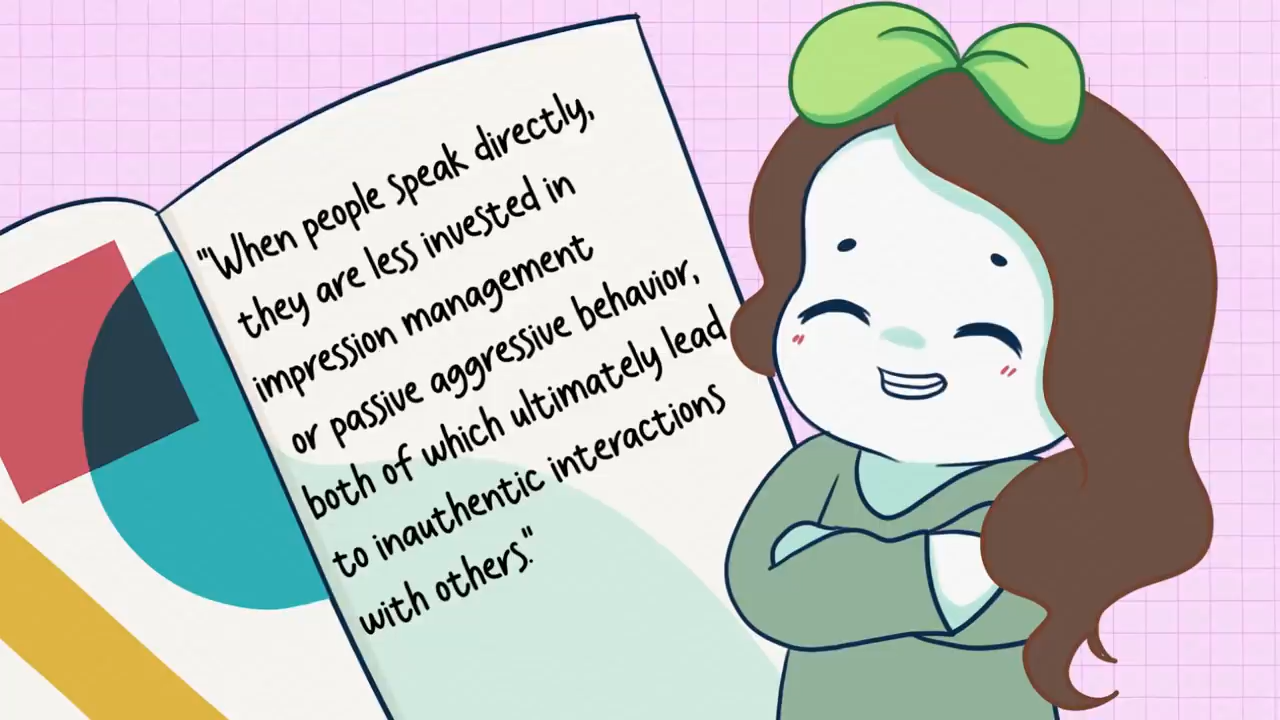 "When people speak directly,
they are less invested in
impression management
or passive aggressive behavior,
both of which ultimately lead
to inauthentic interactions
with others."